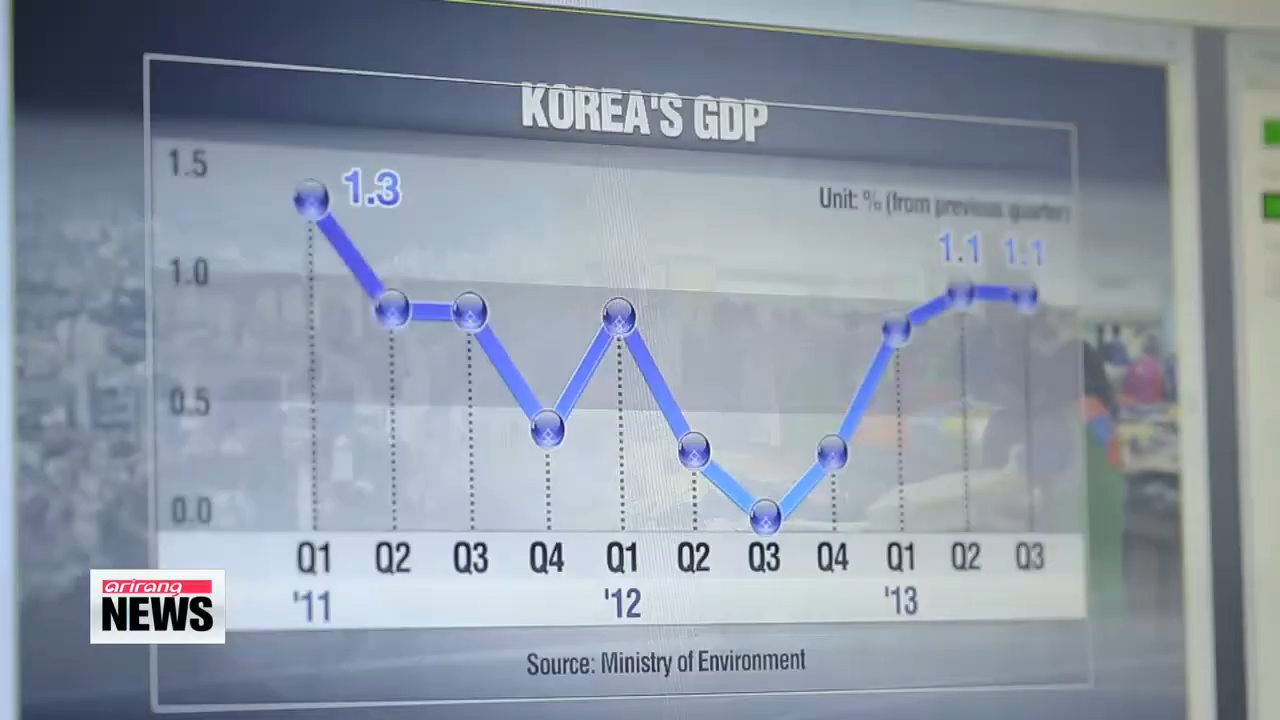 KOREA'S GDP
1.5
1.3
Unit: % (from previous quarter)
1.1 1.1
1.0
0.5
0.0
Q1 Q2 Q3 Q4 Q1 Q2 Q3 Q4 Q1 Q2 Q3
'11 '12 '13
arirang
NEWS
Source: Ministry of Environment